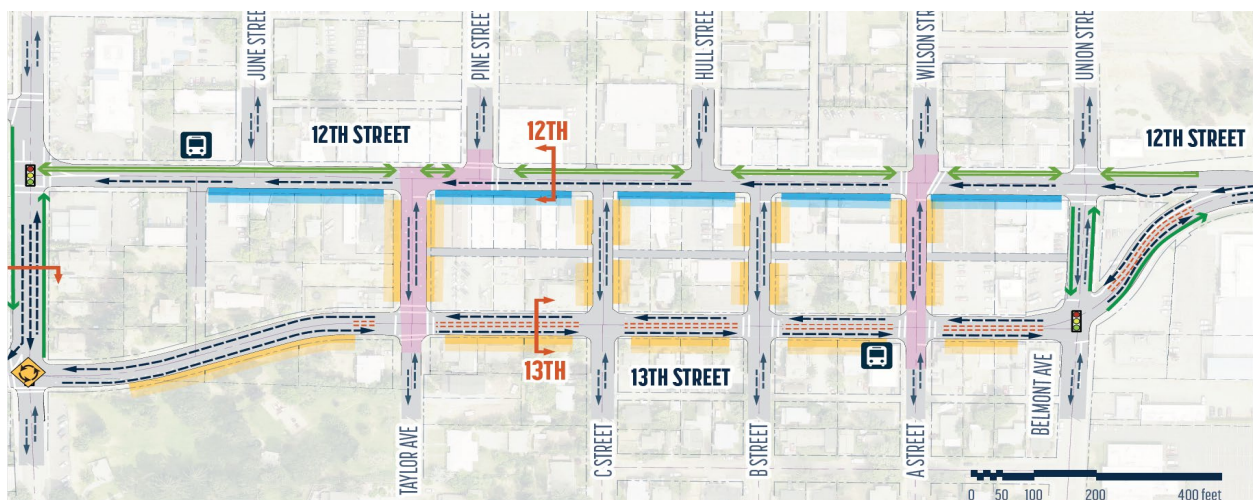 JUNE STREET
PINE STREET
HULL STREET
WILSON STR
UNION STREET
12TH STREET
12TH
12TH STREET
13TH
13TH STREET
TAYLOR AVE
C STREET
B STREET
A STREET
BELMONT AVE
0 50 100 200 400 feet